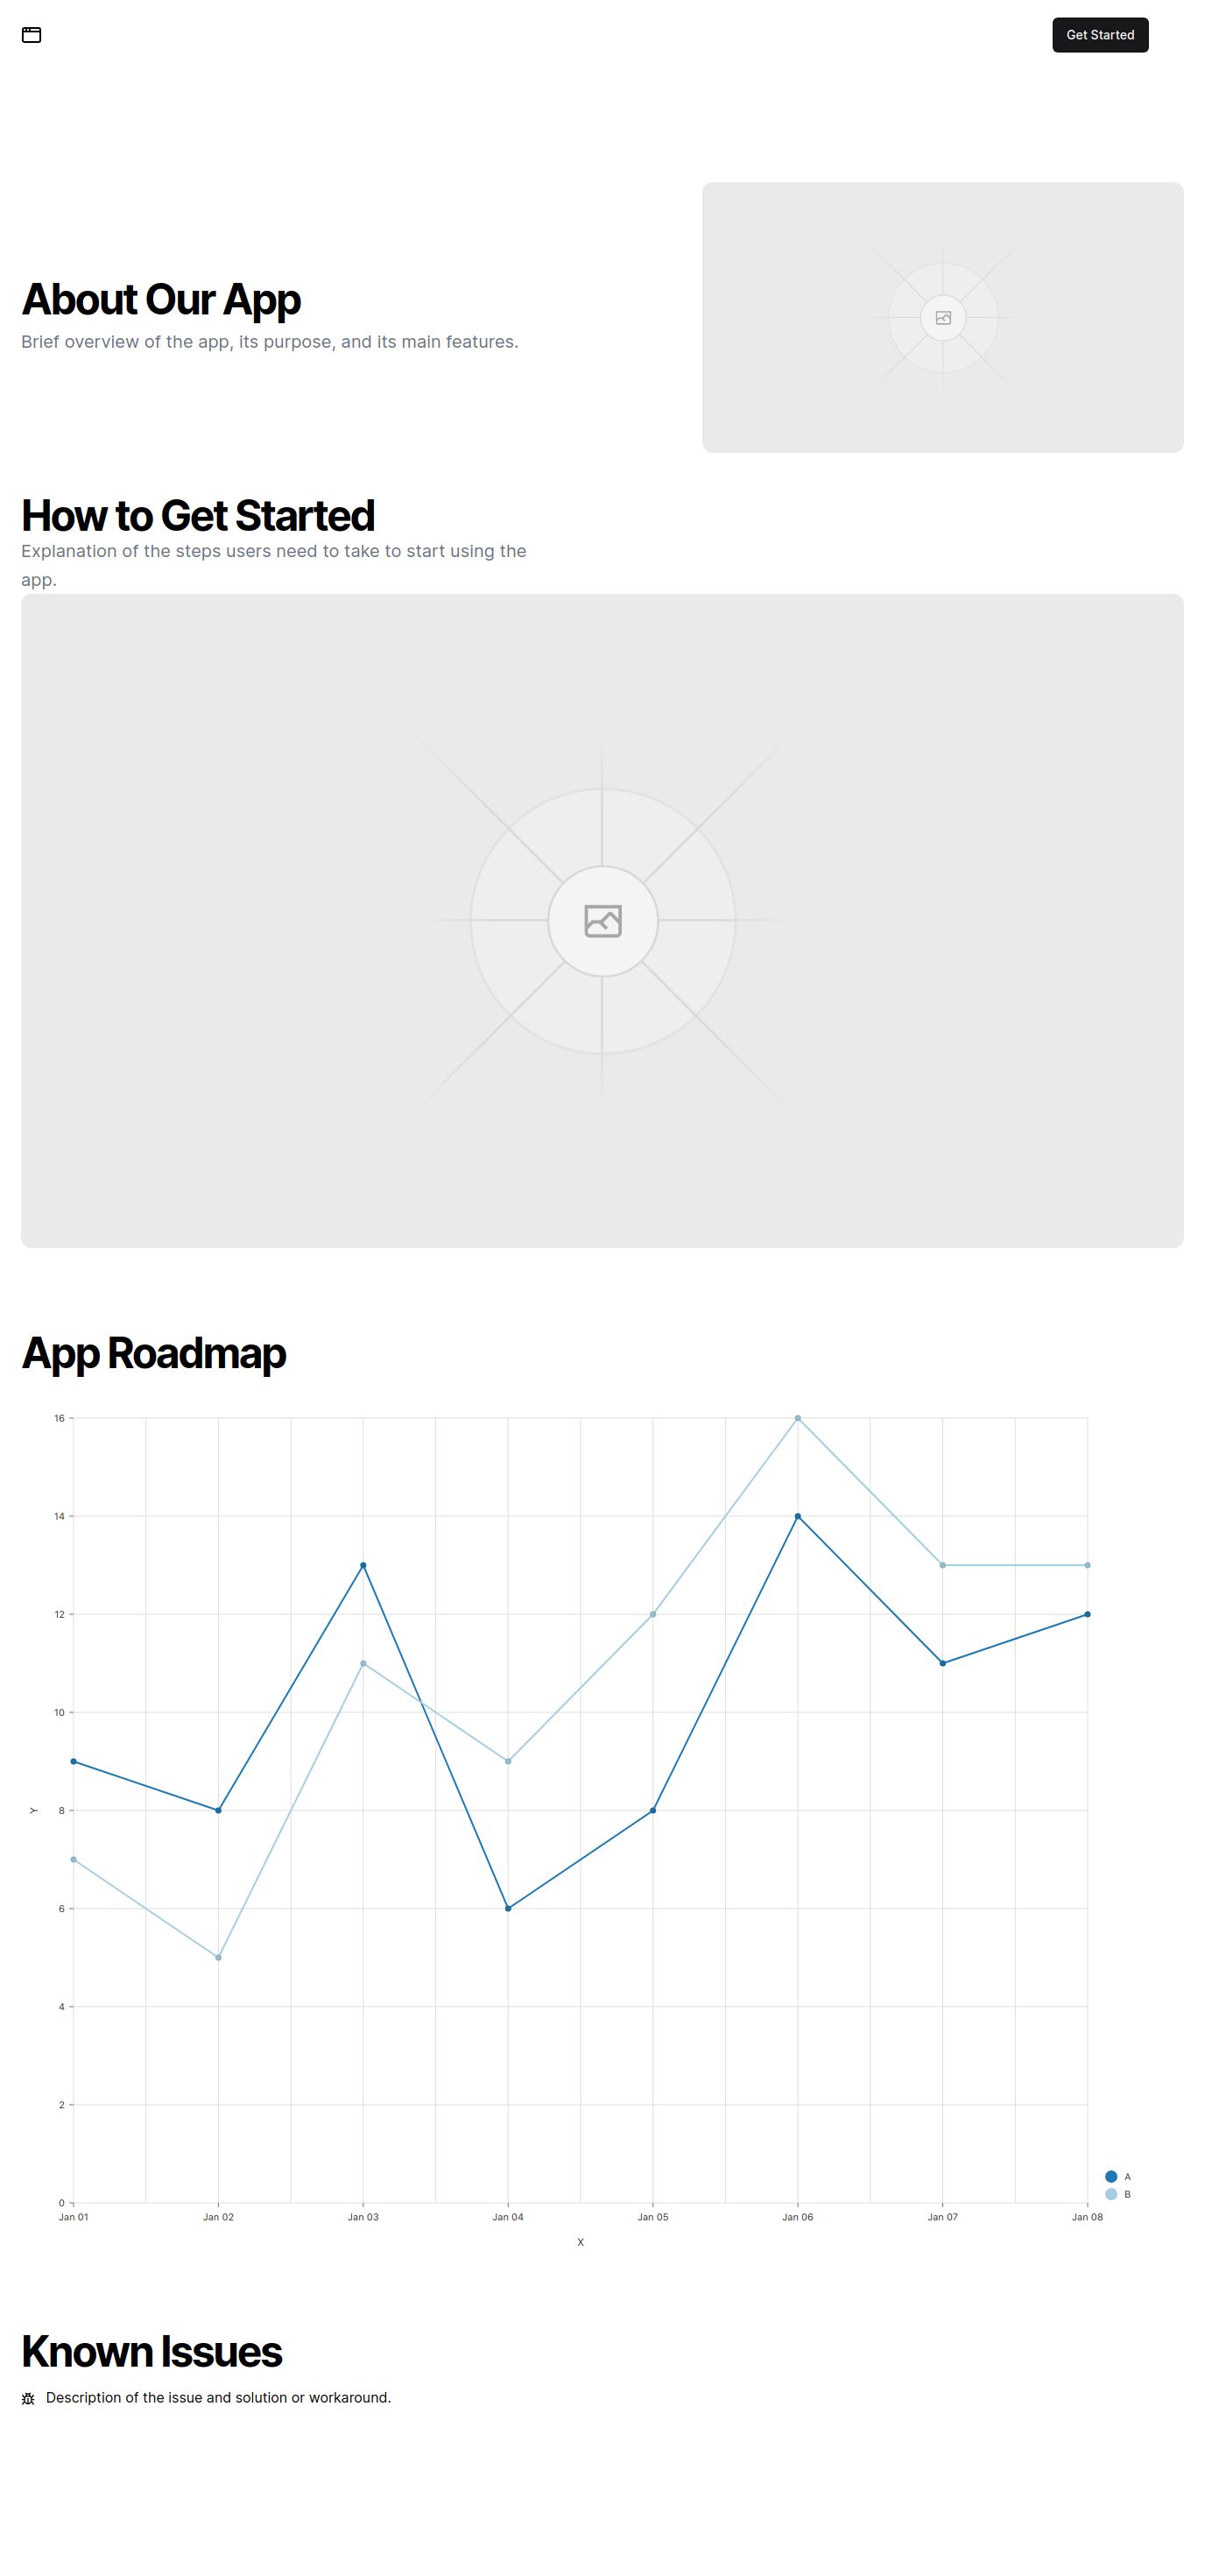 Get Started
About Our App
Brief overview of the app, its purpose, and its main features.
How to Get Started
Explanation of the steps users need to take to start using the
app.
App Roadmap
16
14
12
10
8
6
4
2
0
Y
Jan 01 Jan 02 Jan 03 Jan 04 Jan 05 Jan 06 Jan 07 Jan 08
X
A
B
Known Issues
Description of the issue and solution or workaround.